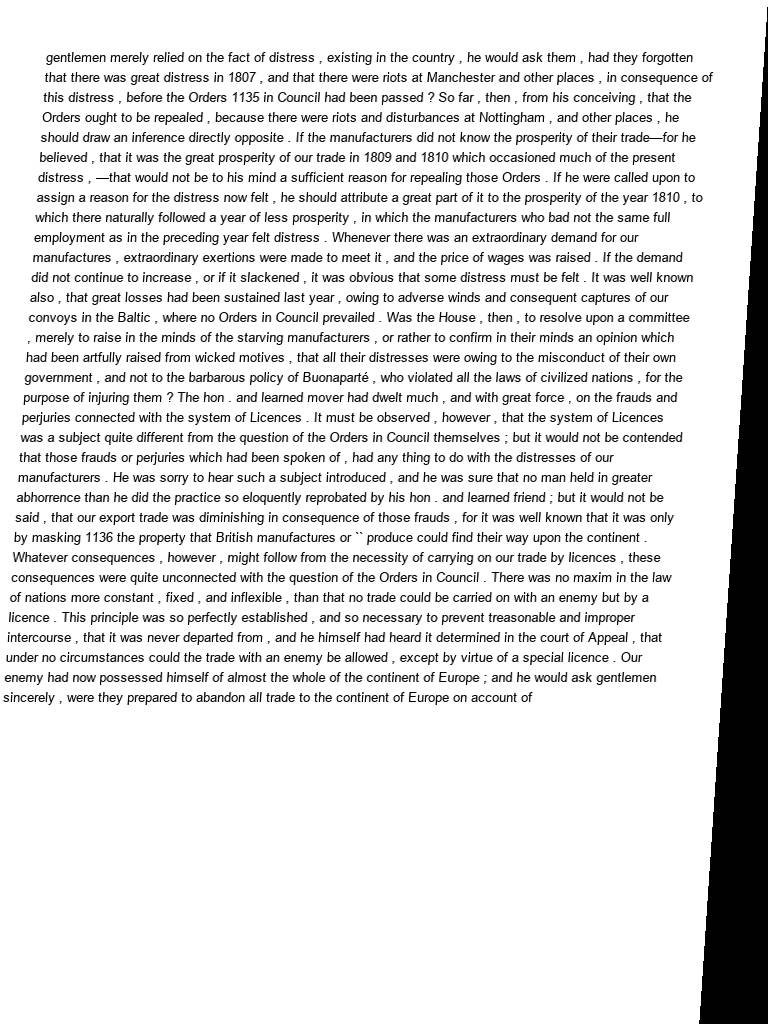 gentlemen merely relied on the fact of distress , existing in the country , he would ask them , had they forgotten
that there was great distress in 1807 , and that there were riots at Manchester and other places , in consequence of
this distress , before the Orders 1135 in Council had been passed ? So far , then , from his conceiving , that the
Orders ought to be repealed , because there were riots and disturbances at Nottingham , and other places , he
should draw an inference directly opposite . If the manufacturers did not know the prosperity of their trade—for he
believed , that it was the great prosperity of our trade in 1809 and 1810 which occasioned much of the present
distress , —that would not be to his mind a sufficient reason for repealing those Orders . If he were called upon to
assign a reason for the distress now felt , he should attribute a great part of it to the prosperity of the year 1810 , to
which there naturally followed a year of less prosperity , in which the manufacturers who bad not the same full
employment as in the preceding year felt distress . Whenever there was an extraordinary demand for our
manufactures , extraordinary exertions were made to meet it , and the price of wages was raised . If the demand
did not continue to increase , or if it slackened , it was obvious that some distress must be felt . It was well known
also , that great losses had been sustained last year , owing to adverse winds and consequent captures of our
convoys in the Baltic , where no Orders in Council prevailed . Was the House , then , to resolve upon a committee
, merely to raise in the minds of the starving manufacturers , or rather to confirm in their minds an opinion which
had been artfully raised from wicked motives , that all their distresses were owing to the misconduct of their own
government , and not to the barbarous policy of Buonaparté , who violated all the laws of civilized nations , for the
purpose of injuring them ? The hon . and learned mover had dwelt much , and with great force , on the frauds and
perjuries connected with the system of Licences . It must be observed , however , that the system of Licences
was a subject quite different from the question of the Orders in Council themselves ; but it would not be contended
that those frauds or perjuries which had been spoken of , had any thing to do with the distresses of our
manufacturers . He was sorry to hear such a subject introduced , and he was sure that no man held in greater
abhorrence than he did the practice so eloquently reprobated by his hon . and learned friend ; but it would not be
said , that our export trade was diminishing in consequence of those frauds , for it was well known that it was only
by masking 1136 the property that British manufactures or `` produce could find their way upon the continent .
Whatever consequences , however , might follow from the necessity of carrying on our trade by licences , these
consequences were quite unconnected with the question of the Orders in Council . There was no maxim in the law
of nations more constant , fixed , and inflexible , than that no trade could be carried on with an enemy but by a
licence . This principle was so perfectly established , and so necessary to prevent treasonable and improper
intercourse , that it was never departed from , and he himself had heard it determined in the court of Appeal , that
under no circumstances could the trade with an enemy be allowed , except by virtue of a special licence . Our
enemy had now possessed himself of almost the whole of the continent of Europe ; and he would ask gentlemen
sincerely , were they prepared to abandon all trade to the continent of Europe on account of